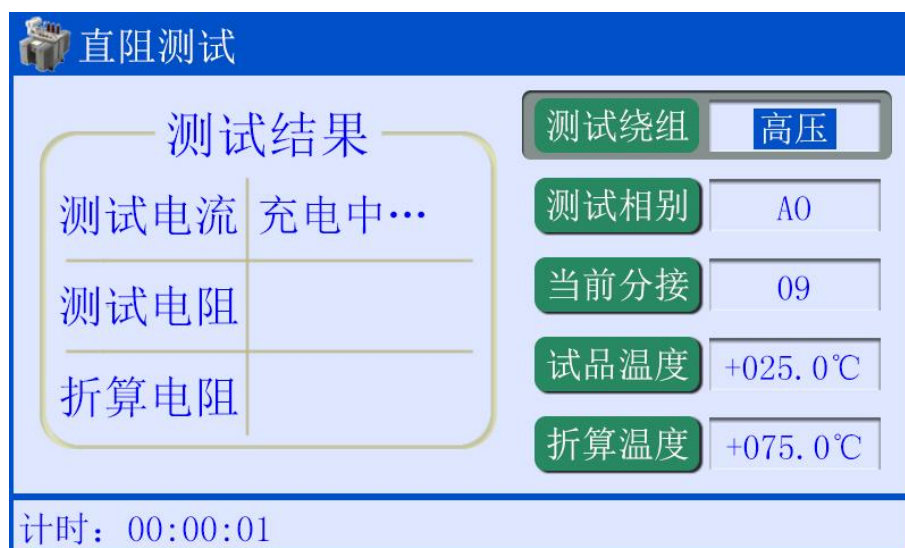 直阻测试
测试结果
测试电流 充电中…
测试电阻
折算电阻
测试绕组 高压
测试相别 AO
当前分接 09
试品温度 +025.0℃
折算温度 +075.0℃
计时：00:00:01